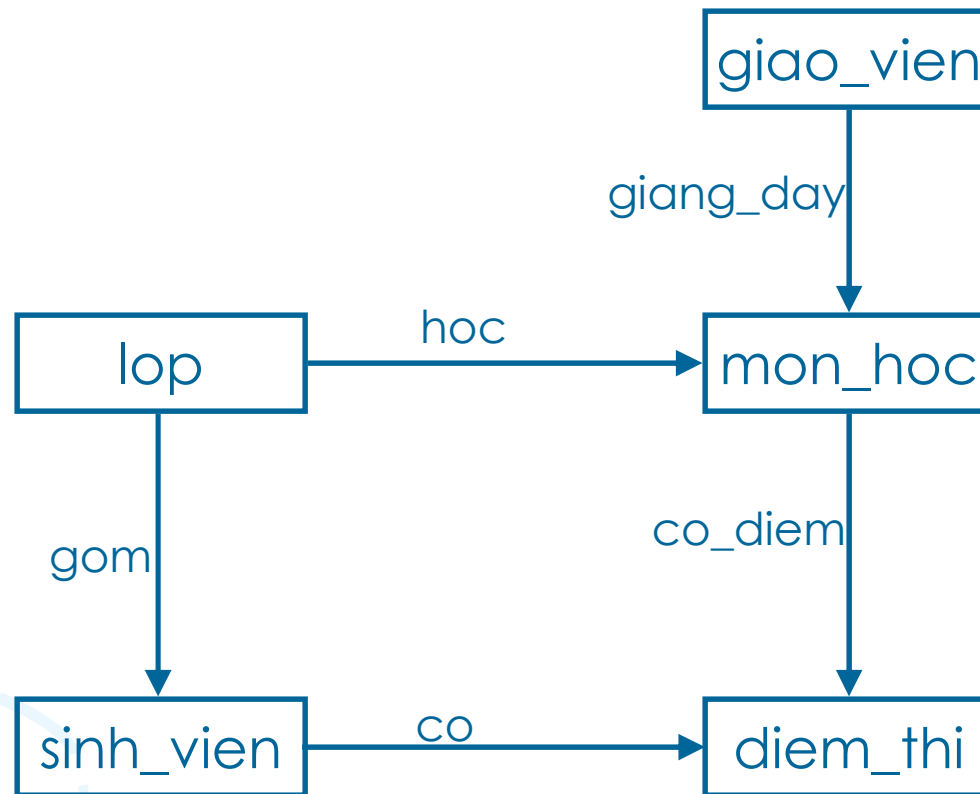 giao_vien
giang_day
hoc
lop
mon_hoc
co_diem
gom
co
sinh_vien
diem_thi